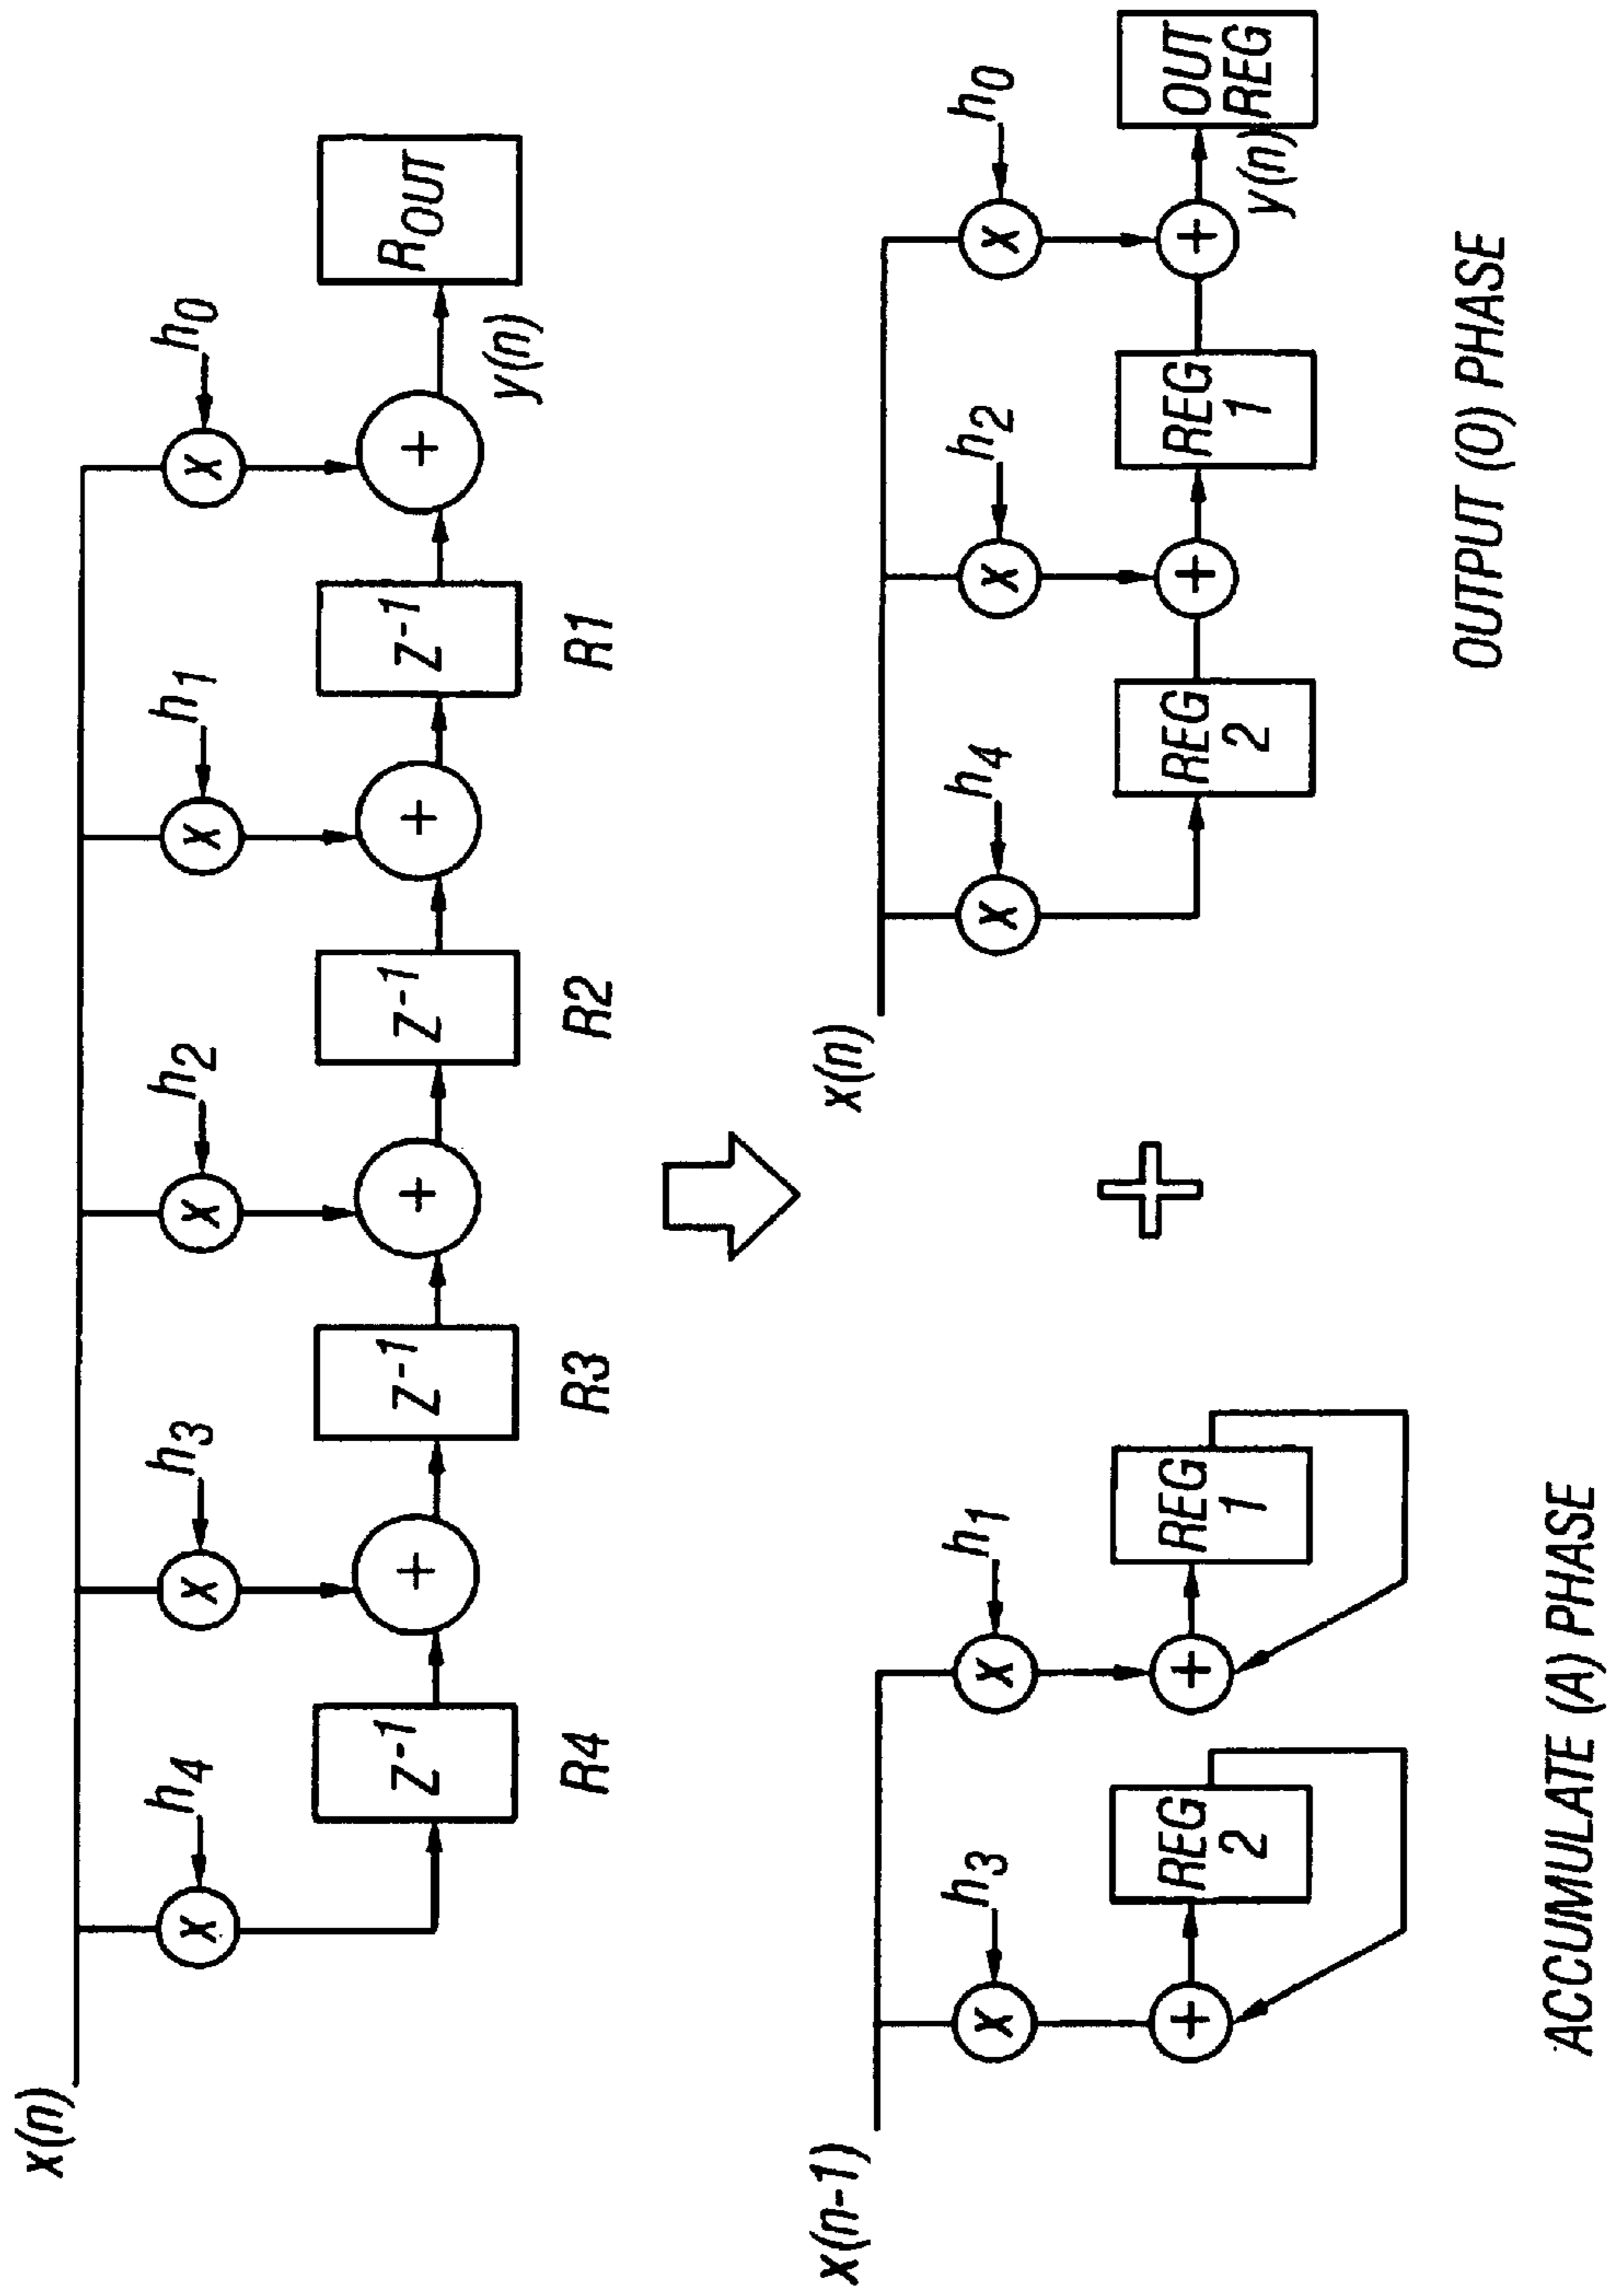 x(n)
h4 h3 h2 h1 h0
x x x x x
+ + + +
Z-1 Z-1 Z-1 Z-1 ROUT
R4 R3 R2 R1
y(n)
x(n-1)
h3 h1
x x
+ +
REG 2
REG 1
ACCUMULATE (A) PHASE
+
x(n)
h4 h2 h0
x x x
+ +
REG 2
REG 1
OUT REG
y(n)
OUTPUT (O) PHASE